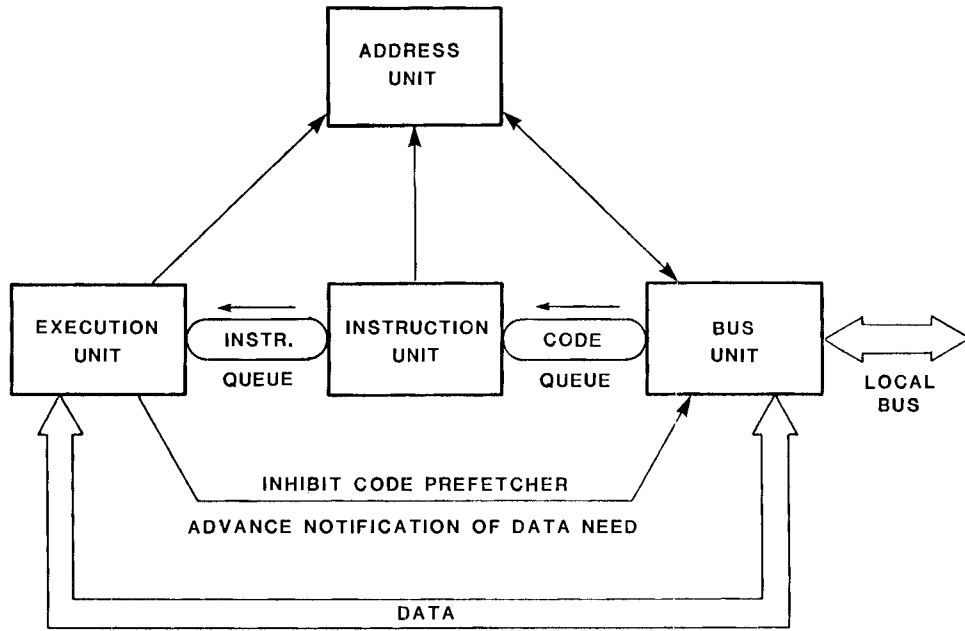 ADDRESS
UNIT
EXECUTION
UNIT
INSTR.
QUEUE
INSTRUCTION
UNIT
CODE
QUEUE
BUS
UNIT
LOCAL
BUS
INHIBIT CODE PREFETCHER
ADVANCE NOTIFICATION OF DATA NEED
DATA